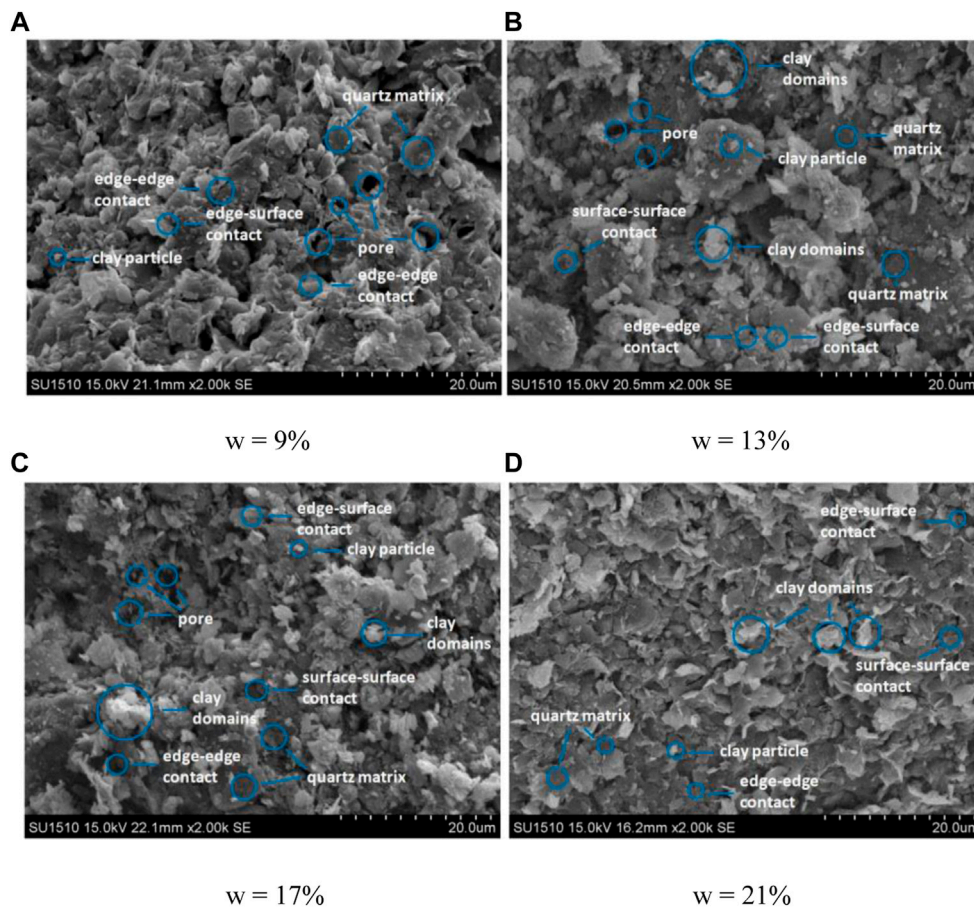 A
quartz matrix
edge-edge
contact
edge-surface
contact
clay particle
pore
edge-edge
contact
SU1510 15.0kV 21.1mm x2.00k SE
20.0um
w = 9%
B
clay
domains
pore
quartz
matrix
clay particle
surface-surface
contact
clay domains
quartz matrix
edge-edge
contact
edge-surface
contact
SU1510 15.0kV 20.5mm x2.00k SE
20.0um
w = 13%
C
edge-surface
contact
clay particle
pore
clay
domains
surface-surface
contact
clay
domains
edge-edge
contact
quartz matrix
SU1510 15.0kV 22.1mm x2.00k SE
20.0um
w = 17%
D
edge-surface
contact
clay domains
surface-surface
contact
quartz matrix
clay particle
edge-edge
contact
SU1510 15.0kV 16.2mm x2.00k SE
20.0um
w = 21%